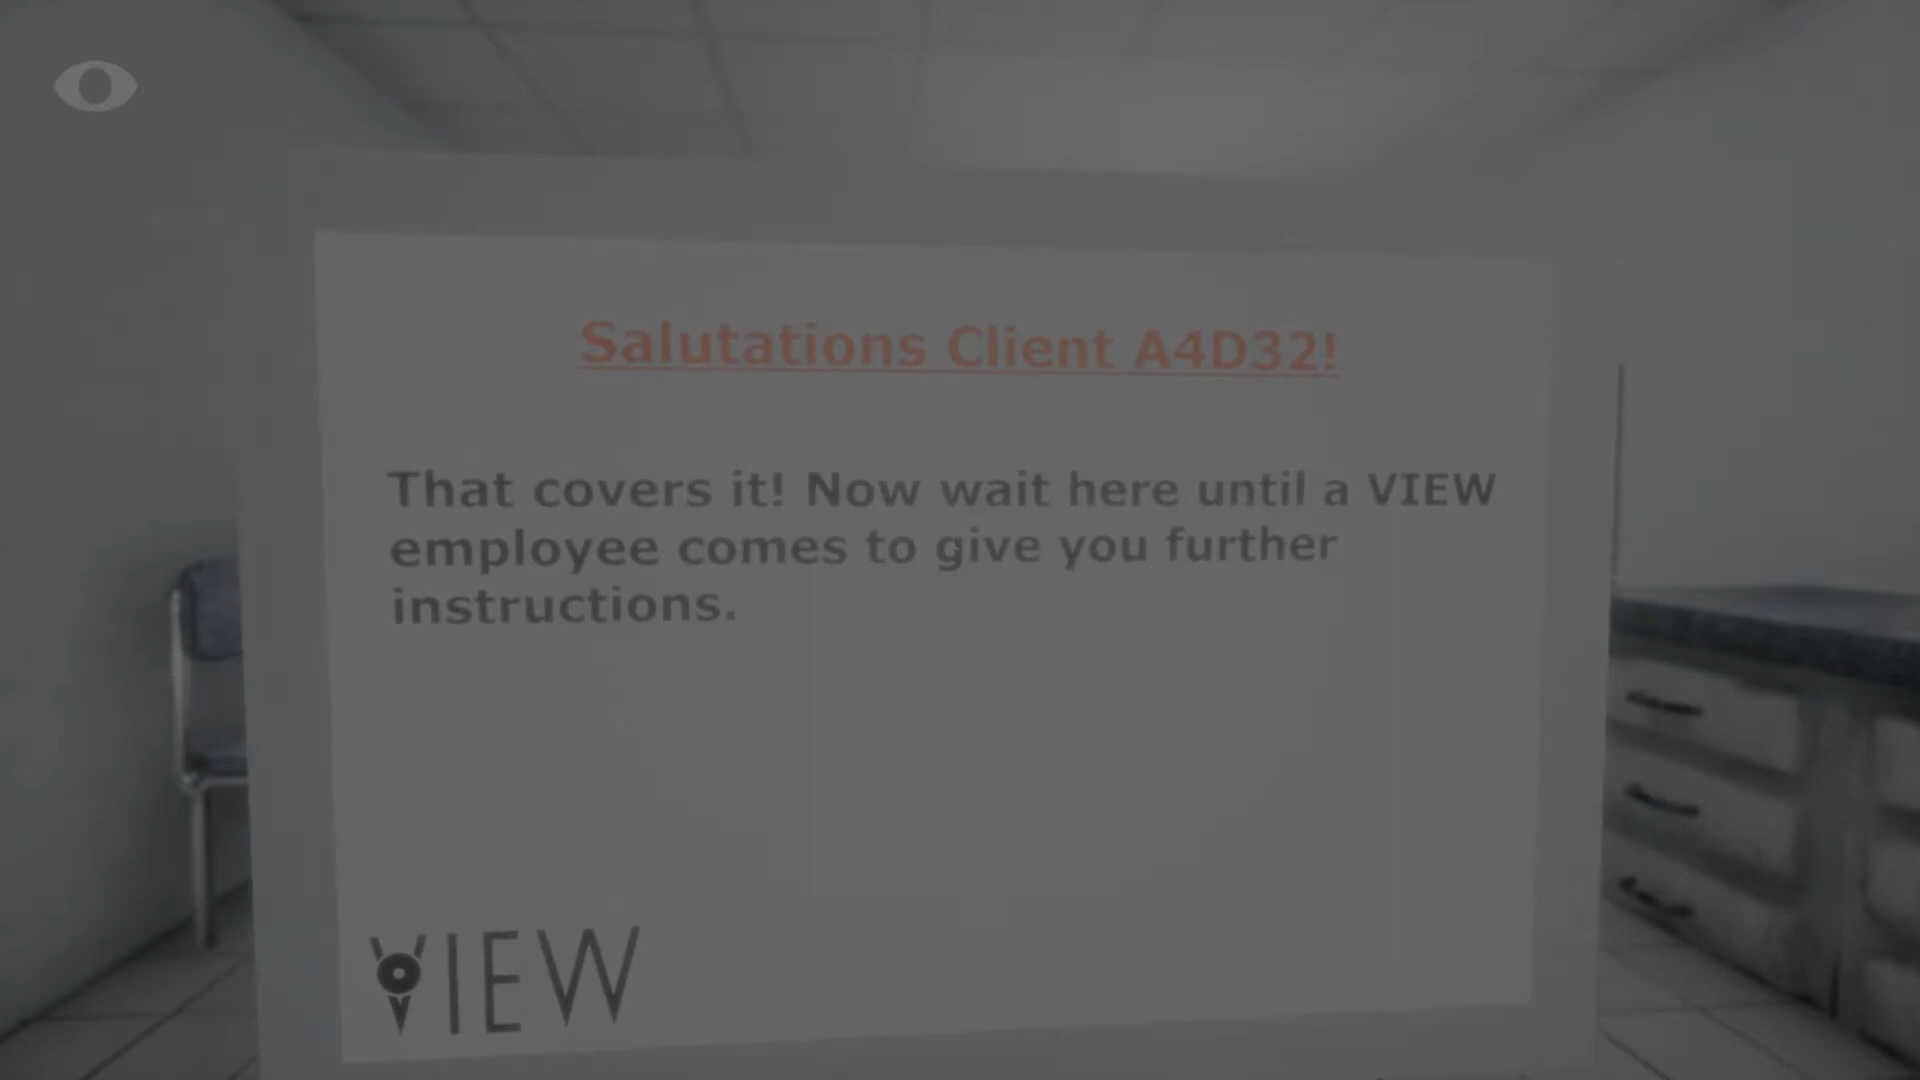 Salutations Client A4D32!
That covers it! Now wait here until a VIEW
employee comes to give you further
instructions.
VIEW